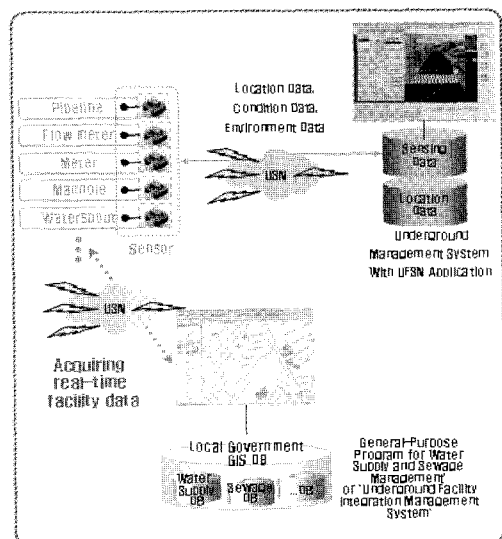 Pipeline
Flow meter
Meter
Manhole
Waterspout
Sensor
Location Data,
Condition Data,
Environment Data
USN
Sensing
Data
Location
Data
Underground
Management System
With UFSN Application
USN
Acquiring
real-time
facility data
Local Government
GIS DB
Water
Supply
DB
Sewage
DB
...DB
General-Purpose
Program for Water
Supply and Sewage
Management'
of 'Underground Facility
Integration Management
System'